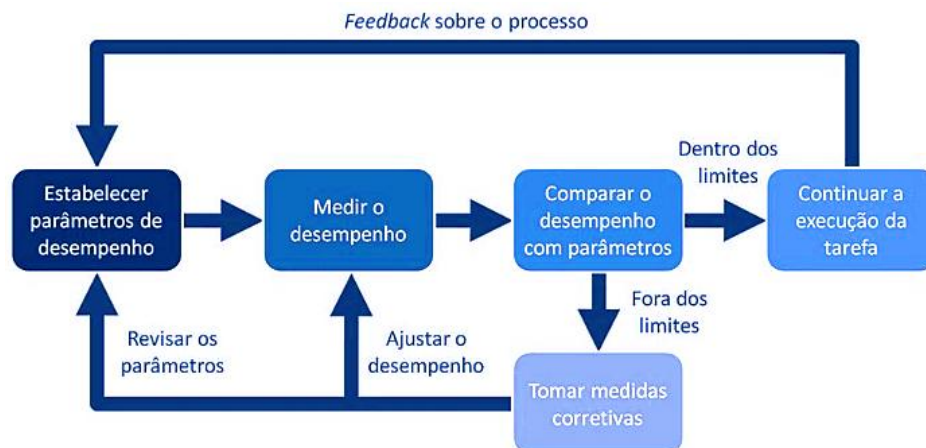 Feedback sobre o processo
Estabelecer
parâmetros de
desempenho
Medir o
desempenho
Comparar o
desempenho
com parâmetros
Dentro dos
limites
Continuar a
execução da
tarefa
Revisar os
parâmetros
Ajustar o
desempenho
Fora dos
limites
Tomar medidas
corretivas